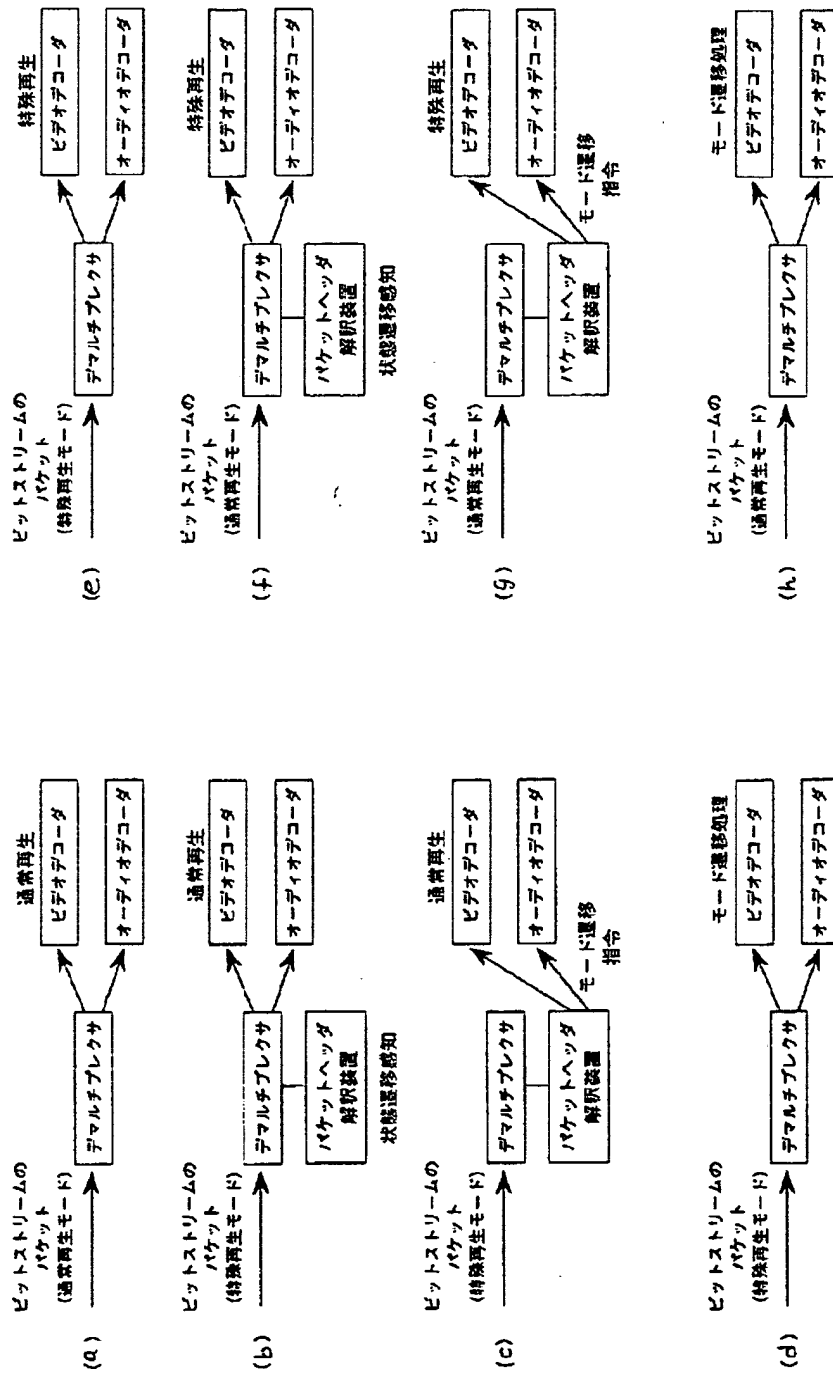 (a)
ビットストリームの
パケット
(通常再生モード)
デマルチプレクサ
通常再生
ビデオデコーダ
オーディオデコーダ
(b)
ビットストリームの
パケット
(特殊再生モード)
デマルチプレクサ
パケットヘッダ
解釈装置
状態遷移感知
通常再生
ビデオデコーダ
オーディオデコーダ
(c)
ビットストリームの
パケット
(特殊再生モード)
デマルチプレクサ
パケットヘッダ
解釈装置
モード遷移
指令
通常再生
ビデオデコーダ
オーディオデコーダ
(d)
ビットストリームの
パケット
(特殊再生モード)
デマルチプレクサ
モード遷移処理
ビデオデコーダ
オーディオデコーダ
(e)
ビットストリームの
パケット
(特殊再生モード)
デマルチプレクサ
特殊再生
ビデオデコーダ
オーディオデコーダ
(f)
ビットストリームの
パケット
(通常再生モード)
デマルチプレクサ
パケットヘッダ
解釈装置
状態遷移感知
特殊再生
ビデオデコーダ
オーディオデコーダ
(g)
ビットストリームの
パケット
(通常再生モード)
デマルチプレクサ
パケットヘッダ
解釈装置
モード遷移
指令
特殊再生
ビデオデコーダ
オーディオデコーダ
(h)
ビットストリームの
パケット
(通常再生モード)
デマルチプレクサ
モード遷移処理
ビデオデコーダ
オーディオデコーダ